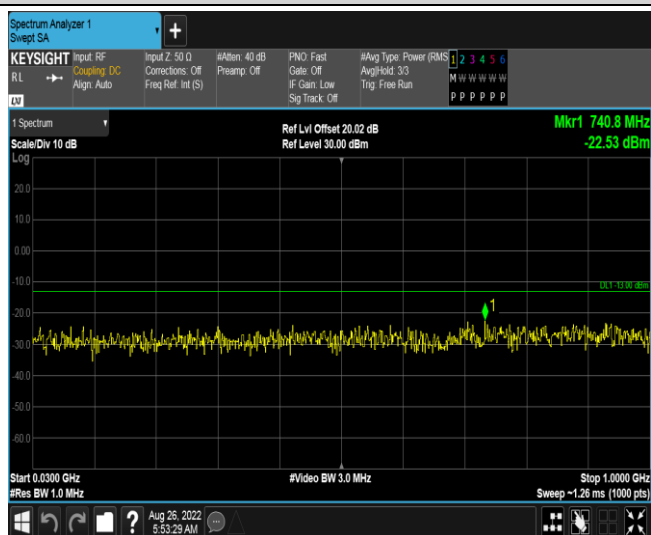 Spectrum Analyzer 1
Swept SA
KEYSIGHT
RL
Input: RF
Coupling: DC
Align: Auto
Input Z: 50 Ω
Corrections: Off
Freq Ref: Int (S)
#Atten: 40 dB
Preamp: Off
PNO: Fast
Gate: Off
IF Gain: Low
Sig Track: Off
#Avg Type: Power (RMS
Avg|Hold: 3/3
Trig: Free Run
1 2 3 4 5 6
M W W W W W
P P P P P P
LXI
1 Spectrum
Scale/Div 10 dB
Ref Lvl Offset 20.02 dB
Ref Level 30.00 dBm
Mkr1 740.8 MHz
-22.53 dBm
Log
20.0
10.0
0.00
-10.0
DL1 -13.00 dBm
1
-20.0
-30.0
-40.0
-50.0
-60.0
Start 0.0300 GHz
#Video BW 3.0 MHz
Stop 1.0000 GHz
#Res BW 1.0 MHz
Sweep ~1.26 ms (1000 pts)
?
Aug 26, 2022
5:53:29 AM